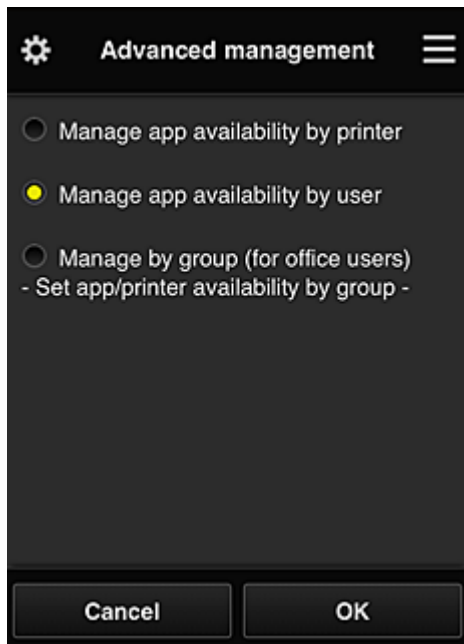 Advanced management
Manage app availability by printer
Manage app availability by user
Manage by group (for office users)
- Set app/printer availability by group -
Cancel
OK